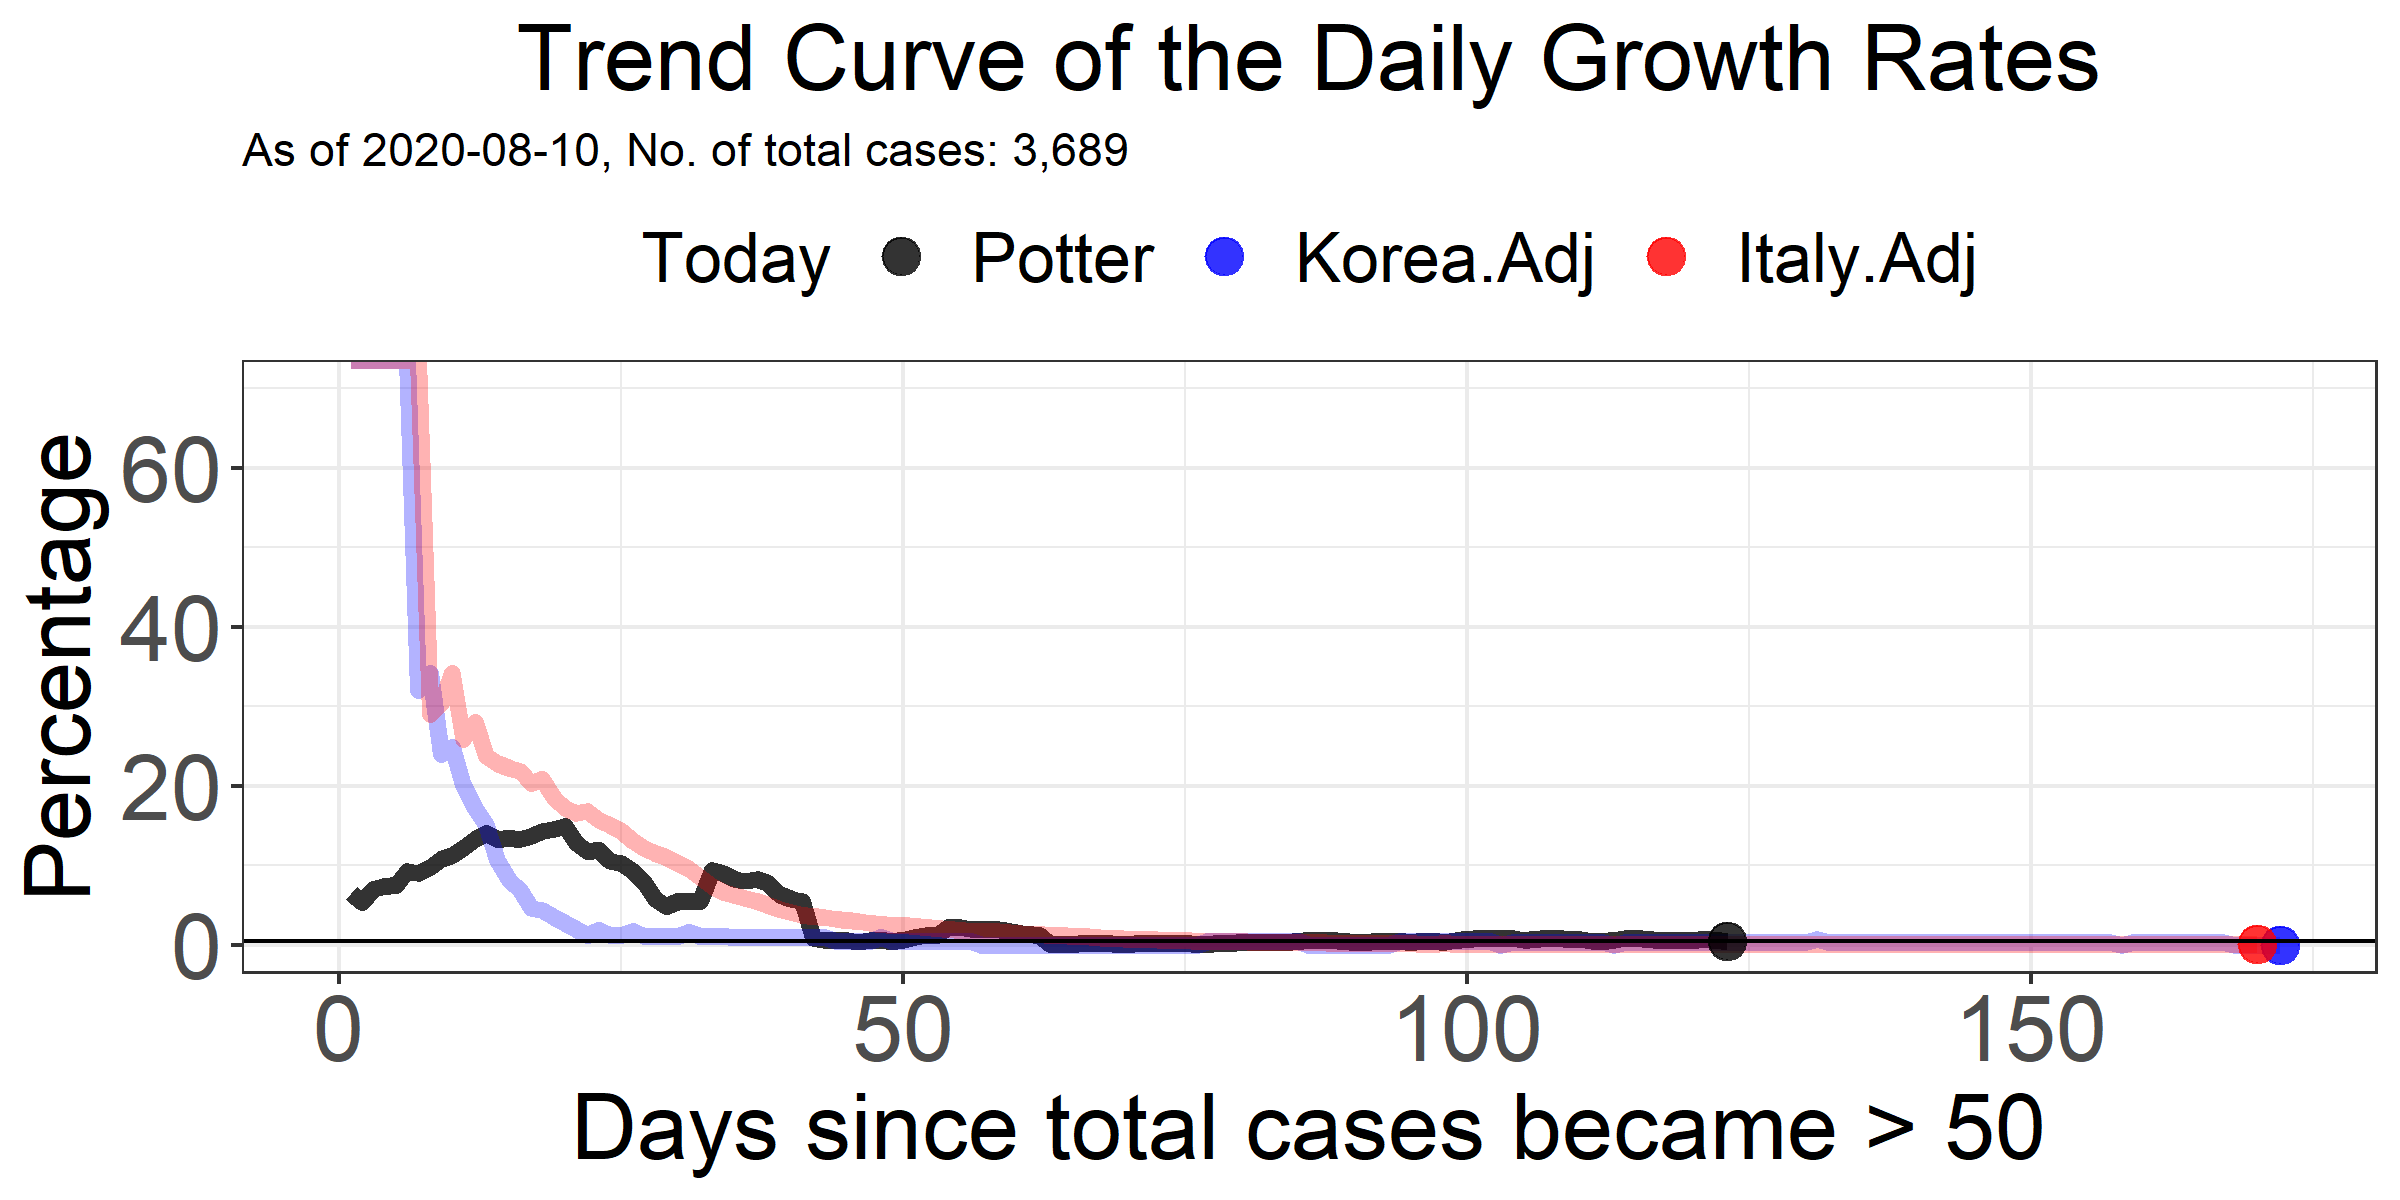 Trend Curve of the Daily Growth Rates
As of 2020-08-10, No. of total cases: 3,689
Today Potter Korea.Adj Italy.Adj
Percentage
60
40
20
0
0 50 100 150
Days since total cases became > 50